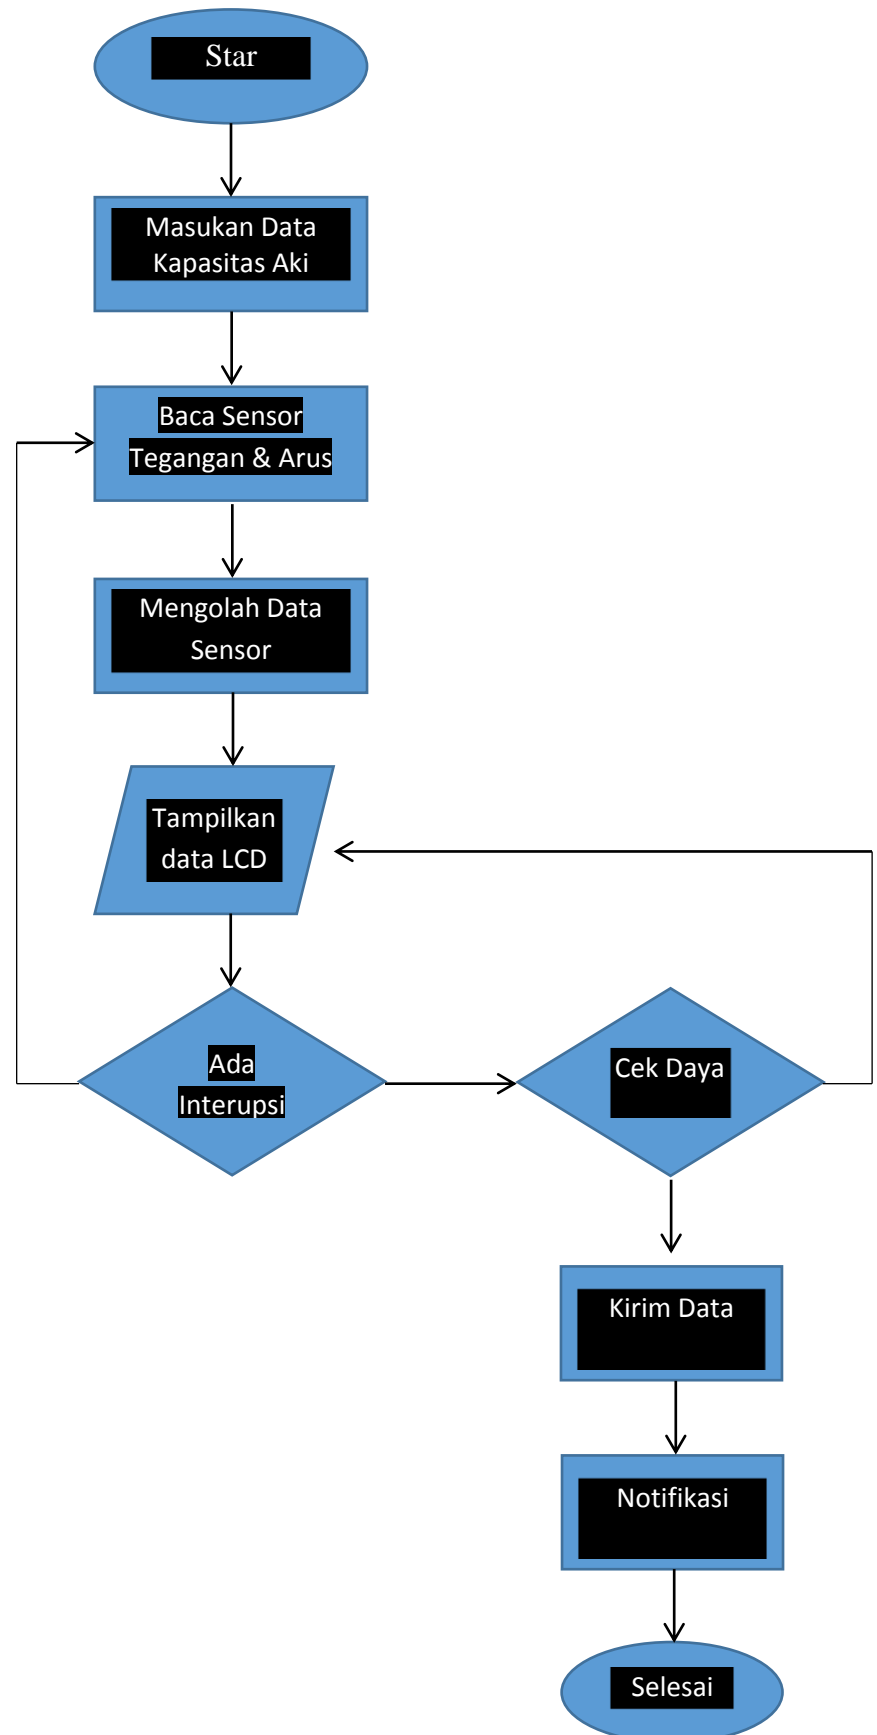 Star
Masukan Data
Kapasitas Aki
Baca Sensor
Tegangan & Arus
Mengolah Data
Sensor
Tampilkan
data LCD
Ada
Interupsi
Cek Daya
Kirim Data
Notifikasi
Selesai